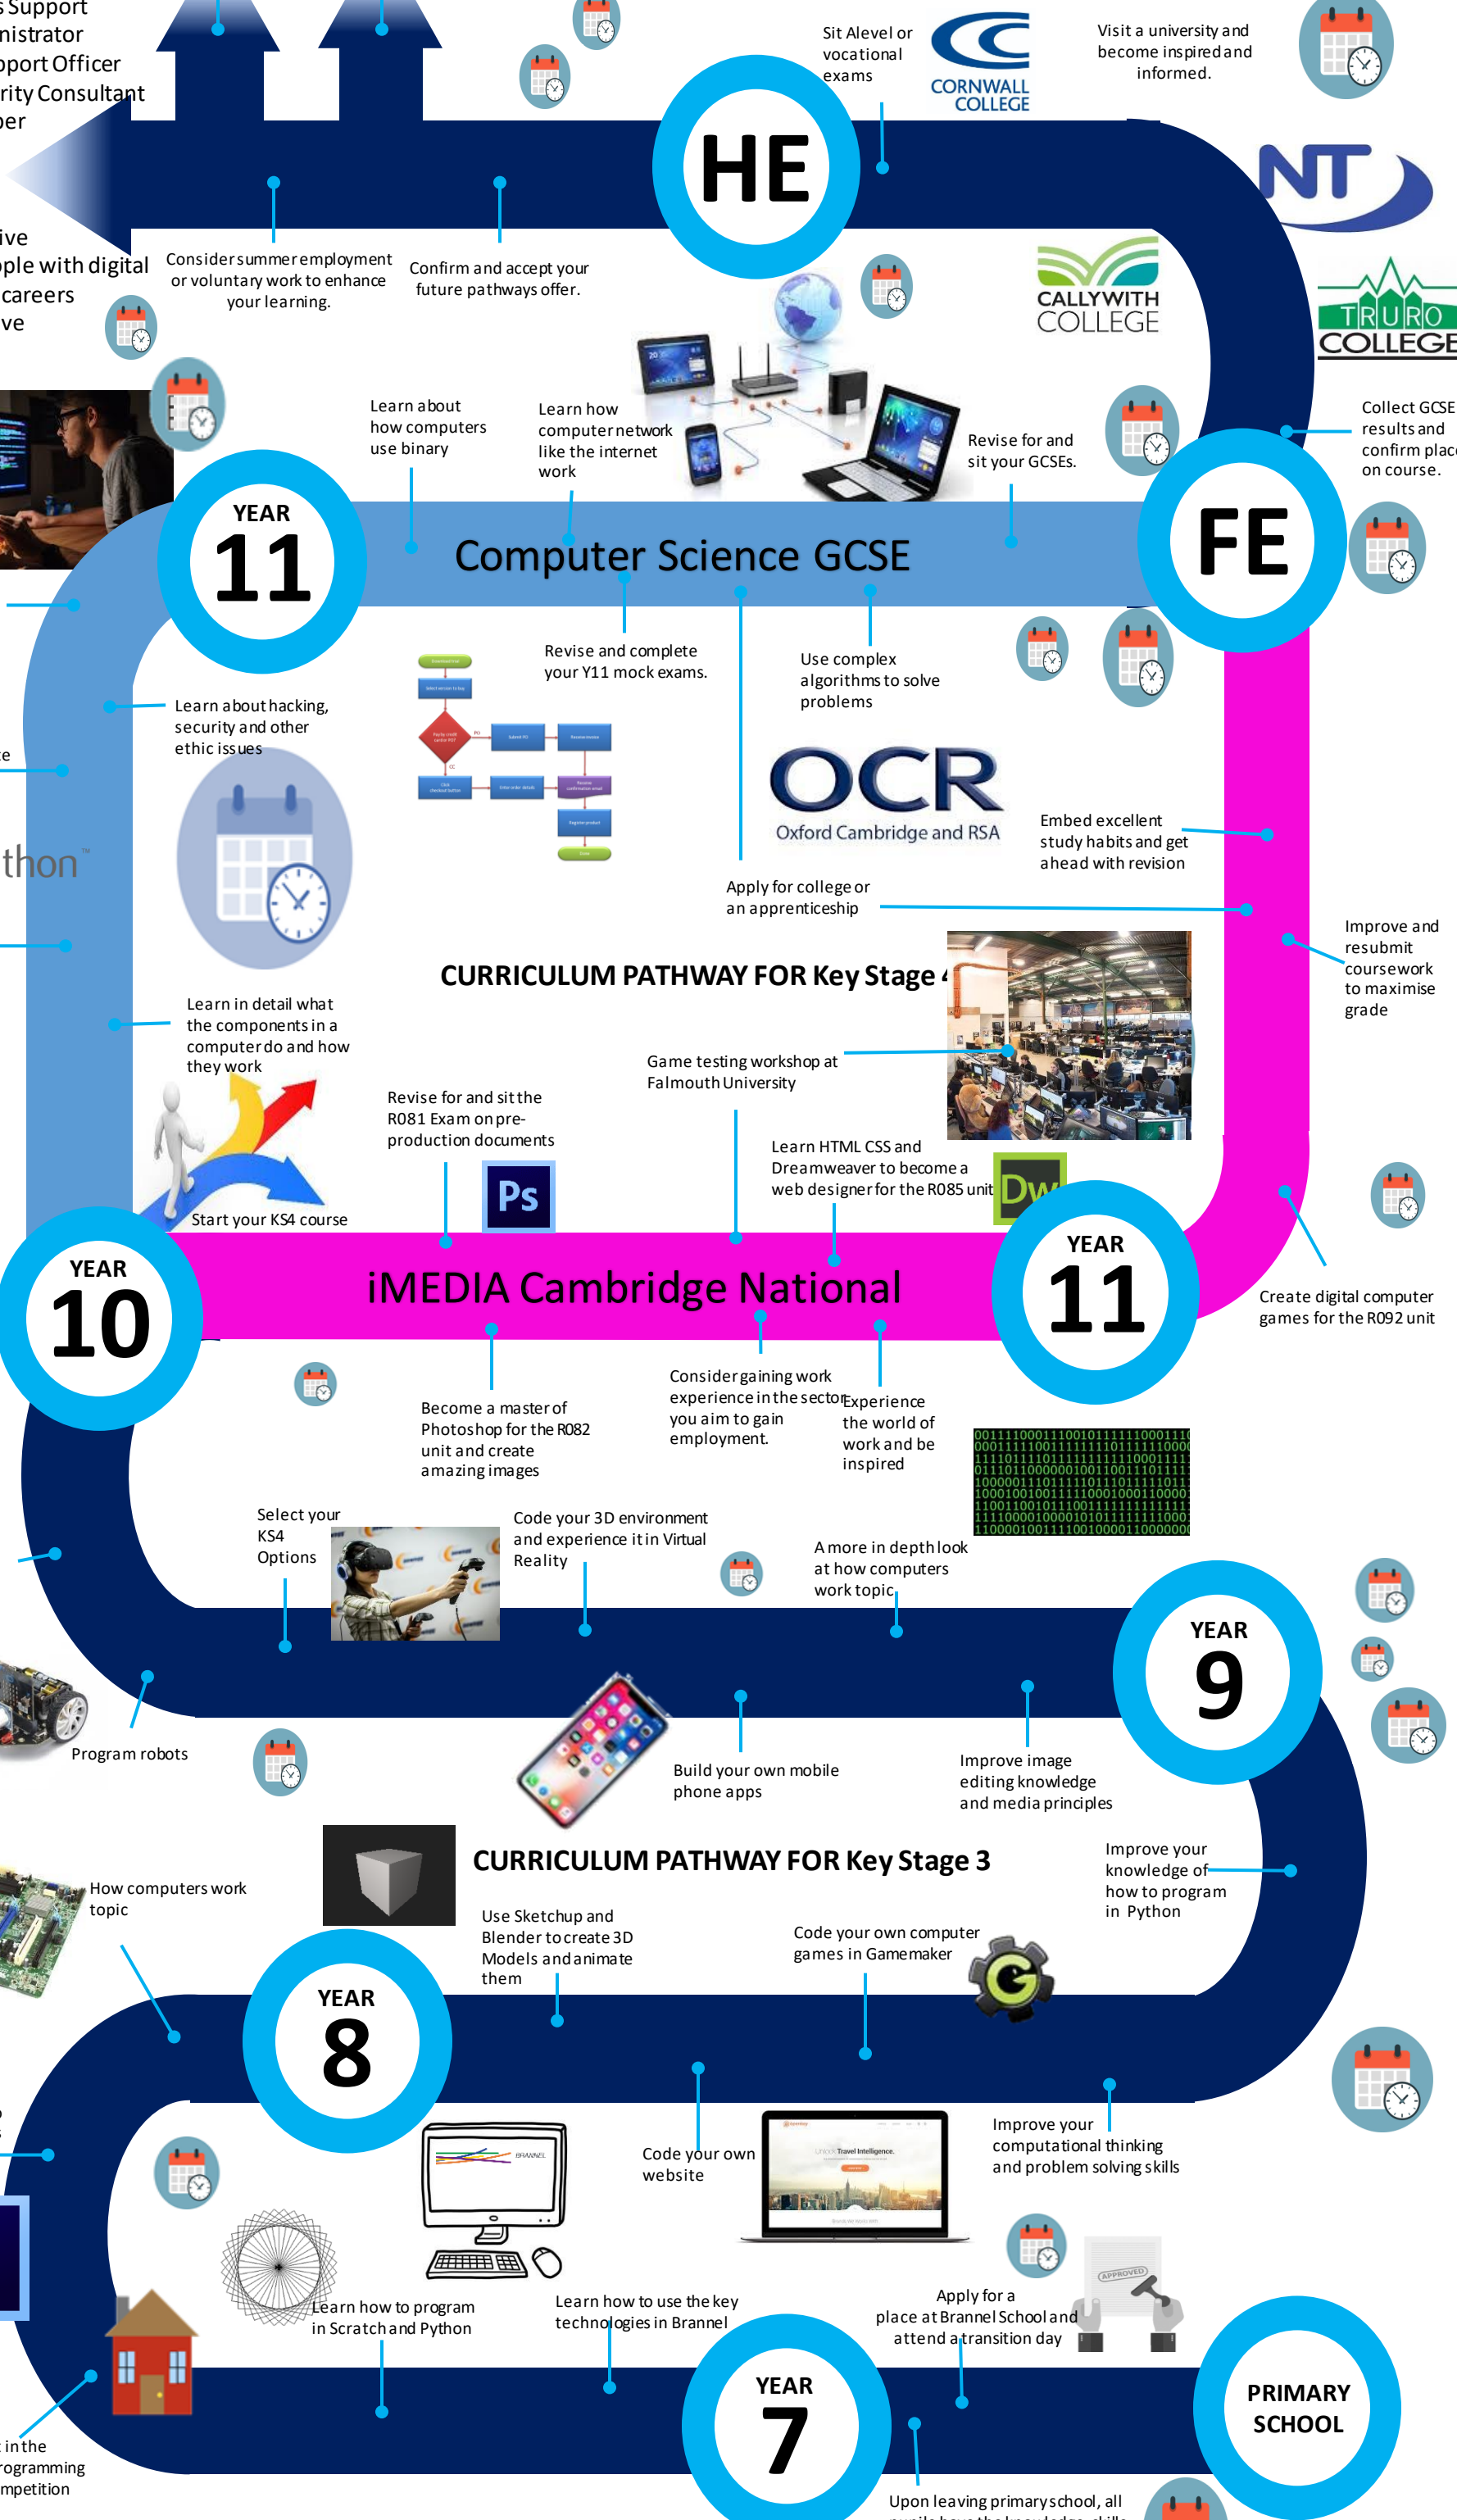 s Support
nistrator
pport Officer
rity Consultant
per
Sit Alevel or
vocational
exams
CORNWALL
COLLEGE
Visit a university and
become inspired and
informed.
HE
NT
ive
ople with digital
careers
ve
Consider summer employment
or voluntary work to enhance
your learning.
Confirm and accept your
future pathways offer.
CALLYWITH
COLLEGE
TRURO
COLLEGE
Learn about
how computers
use binary
Learn how
computer network
like the internet
work
Revise for and
sit your GCSEs.
Collect GCSE
results and
confirm plac
on course.
YEAR
11
Computer Science GCSE
FE
Revise and complete
your Y11 mock exams.
Use complex
algorithms to solve
problems
Learn about hacking,
security and other
ethic issues
ce
OCR
Oxford Cambridge and RSA
Embed excellent
study habits and get
ahead with revision
thon™
Apply for college or
an apprenticeship
Improve and
resubmit
coursework
to maximise
grade
CURRICULUM PATHWAY FOR Key Stage 4
Learn in detail what
the components in a
computer do and how
they work
Game testing workshop at
Falmouth University
Revise for and sit the
R081 Exam on pre-
production documents
Learn HTML CSS and
Dreamweaver to become a
web designer for the R085 unit
Ps
Dw
Start your KS4 course
YEAR
10
iMEDIA Cambridge National
YEAR
11
Create digital computer
games for the R092 unit
Become a master of
Photoshop for the R082
unit and create
amazing images
Consider gaining work
experience in the sector
you aim to gain
employment.
Experience
the world of
work and be
inspired
Select your
KS4
Options
Code your 3D environment
and experience it in Virtual
Reality
A more in depth look
at how computers
work topic
YEAR
9
Program robots
Build your own mobile
phone apps
Improve image
editing knowledge
and media principles
CURRICULUM PATHWAY FOR Key Stage 3
Improve your
knowledge of
how to program
in Python
How computers work
topic
Use Sketchup and
Blender to create 3D
Models and animate
them
Code your own computer
games in Gamemaker
YEAR
8
Code your own
website
Improve your
computational thinking
and problem solving skills
BRANNEL
Travel Intelligence.
APPROVED
Learn how to program
in Scratch and Python
Learn how to use the key
technologies in Brannel
Apply for a
place at Brannel School and
attend a transition day
YEAR
7
PRIMARY
SCHOOL
t in the
rogramming
mpetition
Upon leaving primary school, all